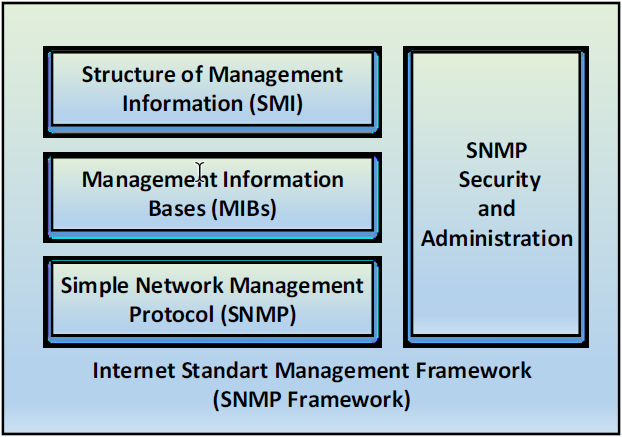 Structure of Management
Information (SMI)
Management Information
Bases (MIBs)
Simple Network Management
Protocol (SNMP)
SNMP
Security
and
Administration
Internet Standart Management Framework
(SNMP Framework)